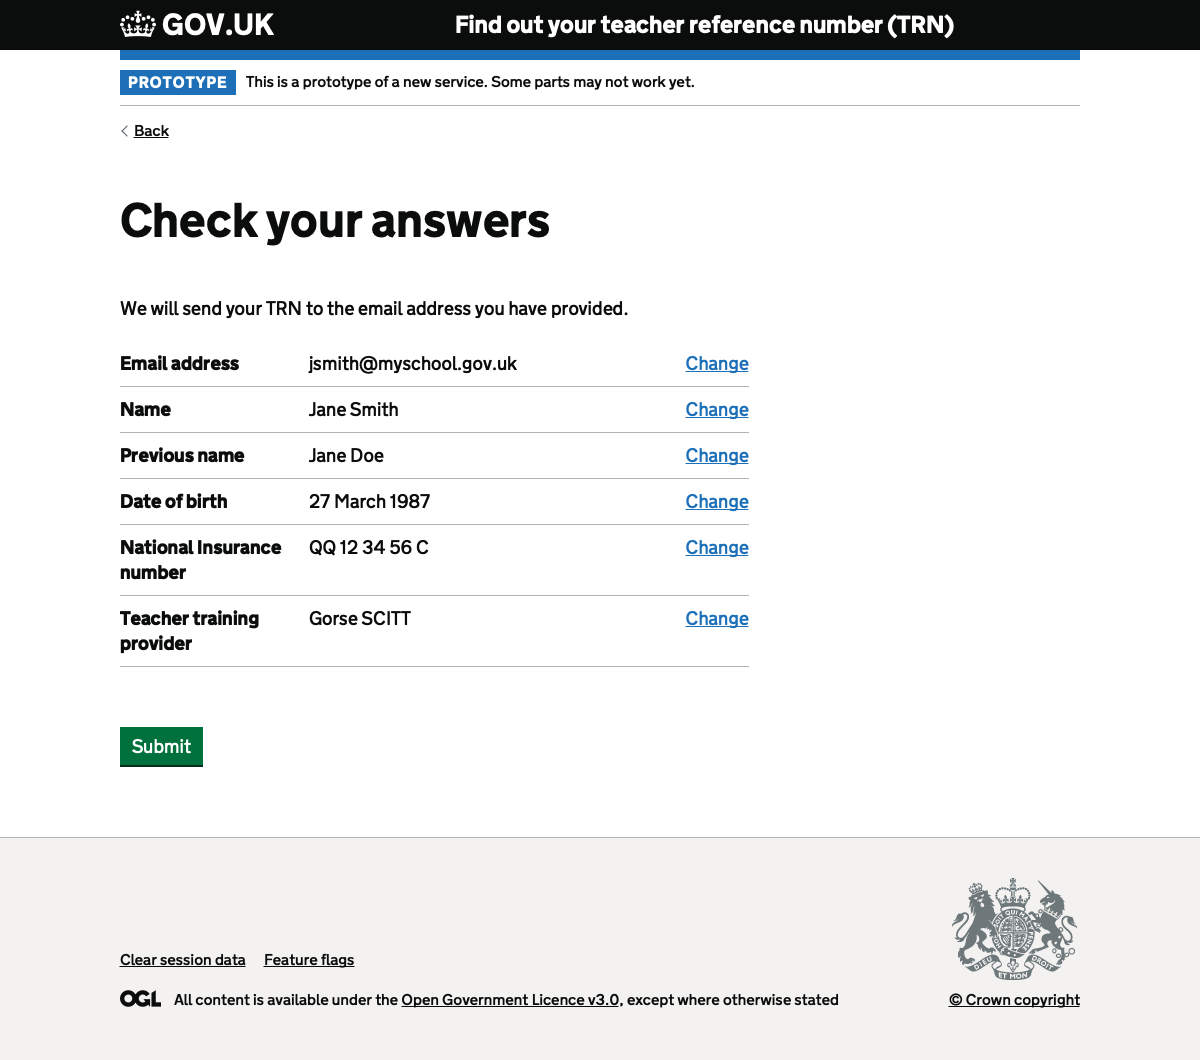 GOV.UK Find out your teacher reference number (TRN)
PROTOTYPE This is a prototype of a new service. Some parts may not work yet.
Back
Check your answers
We will send your TRN to the email address you have provided.
Email address jsmith@myschool.gov.uk Change
Name Jane Smith Change
Previous name Jane Doe Change
Date of birth 27 March 1987 Change
National Insurance QQ 12 34 56 C Change
number
Teacher training Gorse SCITT Change
provider
Submit
Clear session data Feature flags
DIEU ET MON DROIT
OGL All content is available under the Open Government Licence v3.0, except where otherwise stated
© Crown copyright